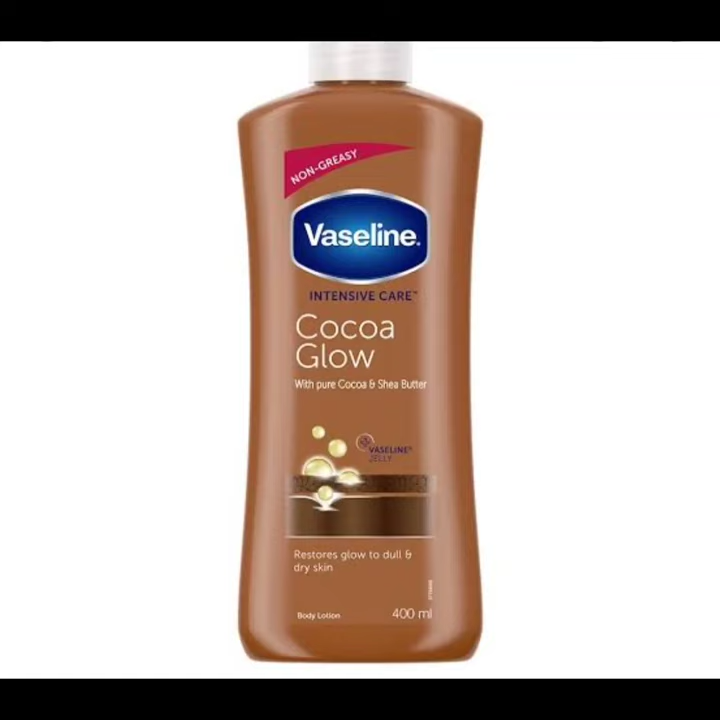 NON-GREASY
Vaseline®
INTENSIVE CARE™
Cocoa
Glow
With pure Cocoa & Shea Butter
VASELINE®
JELLY
Restores glow to dull &
dry skin
Body Lotion
400 ml